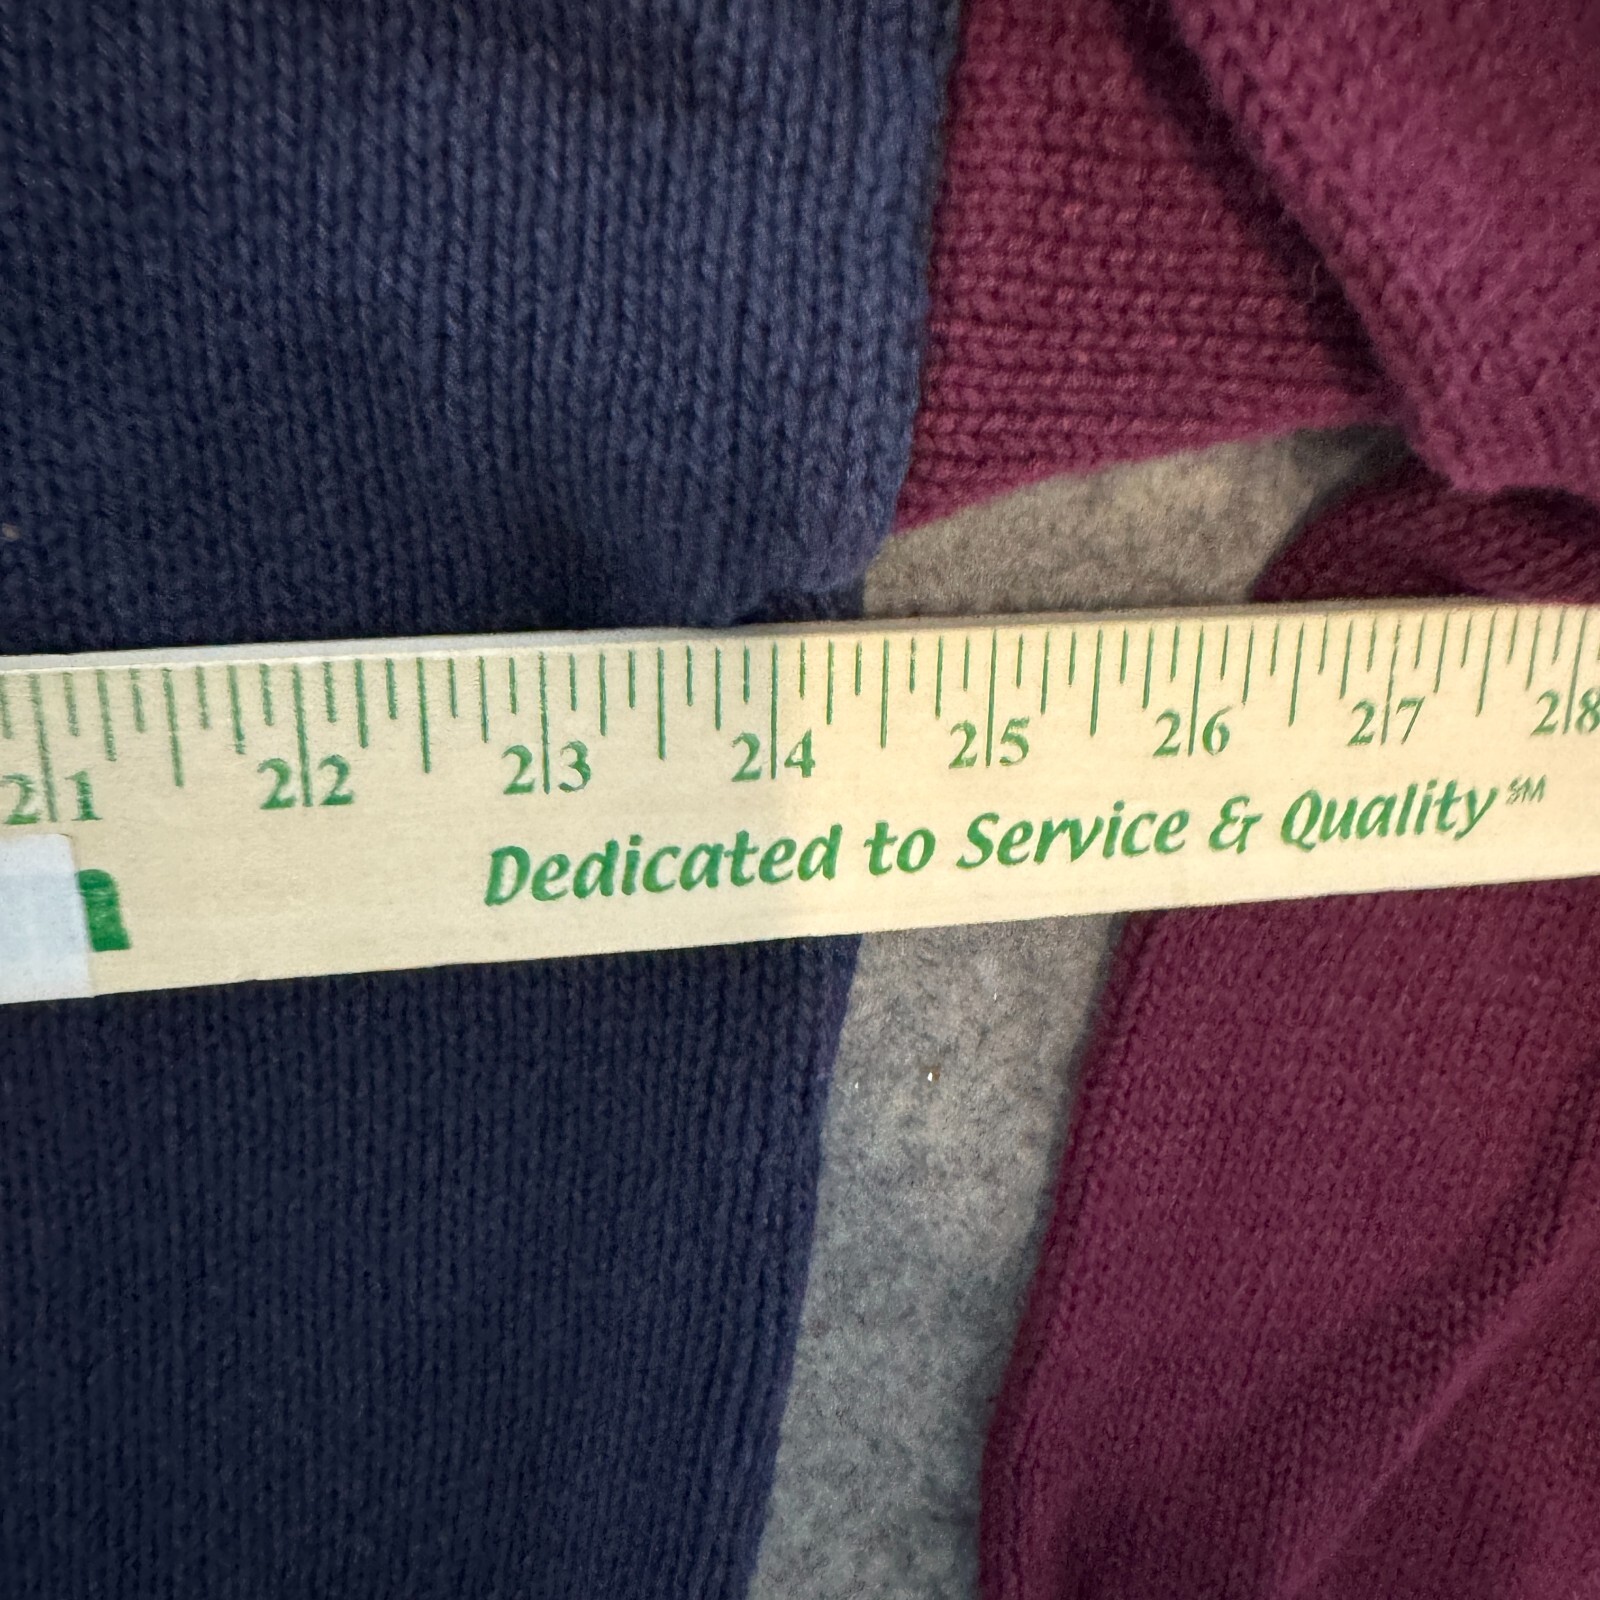 21 22 23 24 25 26 27 28
Dedicated to Service & Quality℠